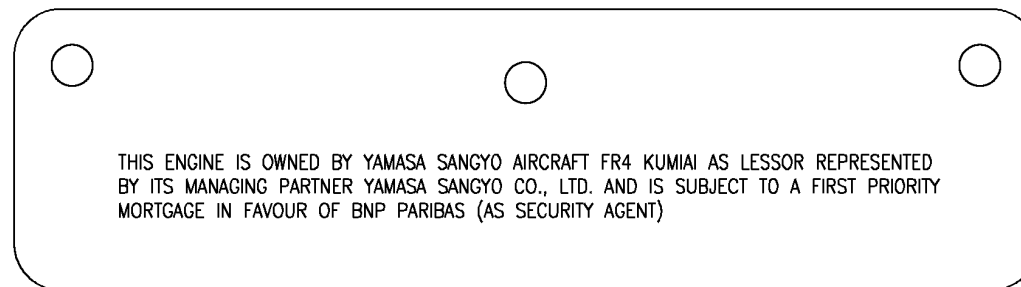 THIS ENGINE IS OWNED BY YAMASA SANGYO AIRCRAFT FR4 KUMIAI AS LESSOR REPRESENTED
BY ITS MANAGING PARTNER YAMASA SANGYO CO., LTD. AND IS SUBJECT TO A FIRST PRIORITY
MORTGAGE IN FAVOUR OF BNP PARIBAS (AS SECURITY AGENT)